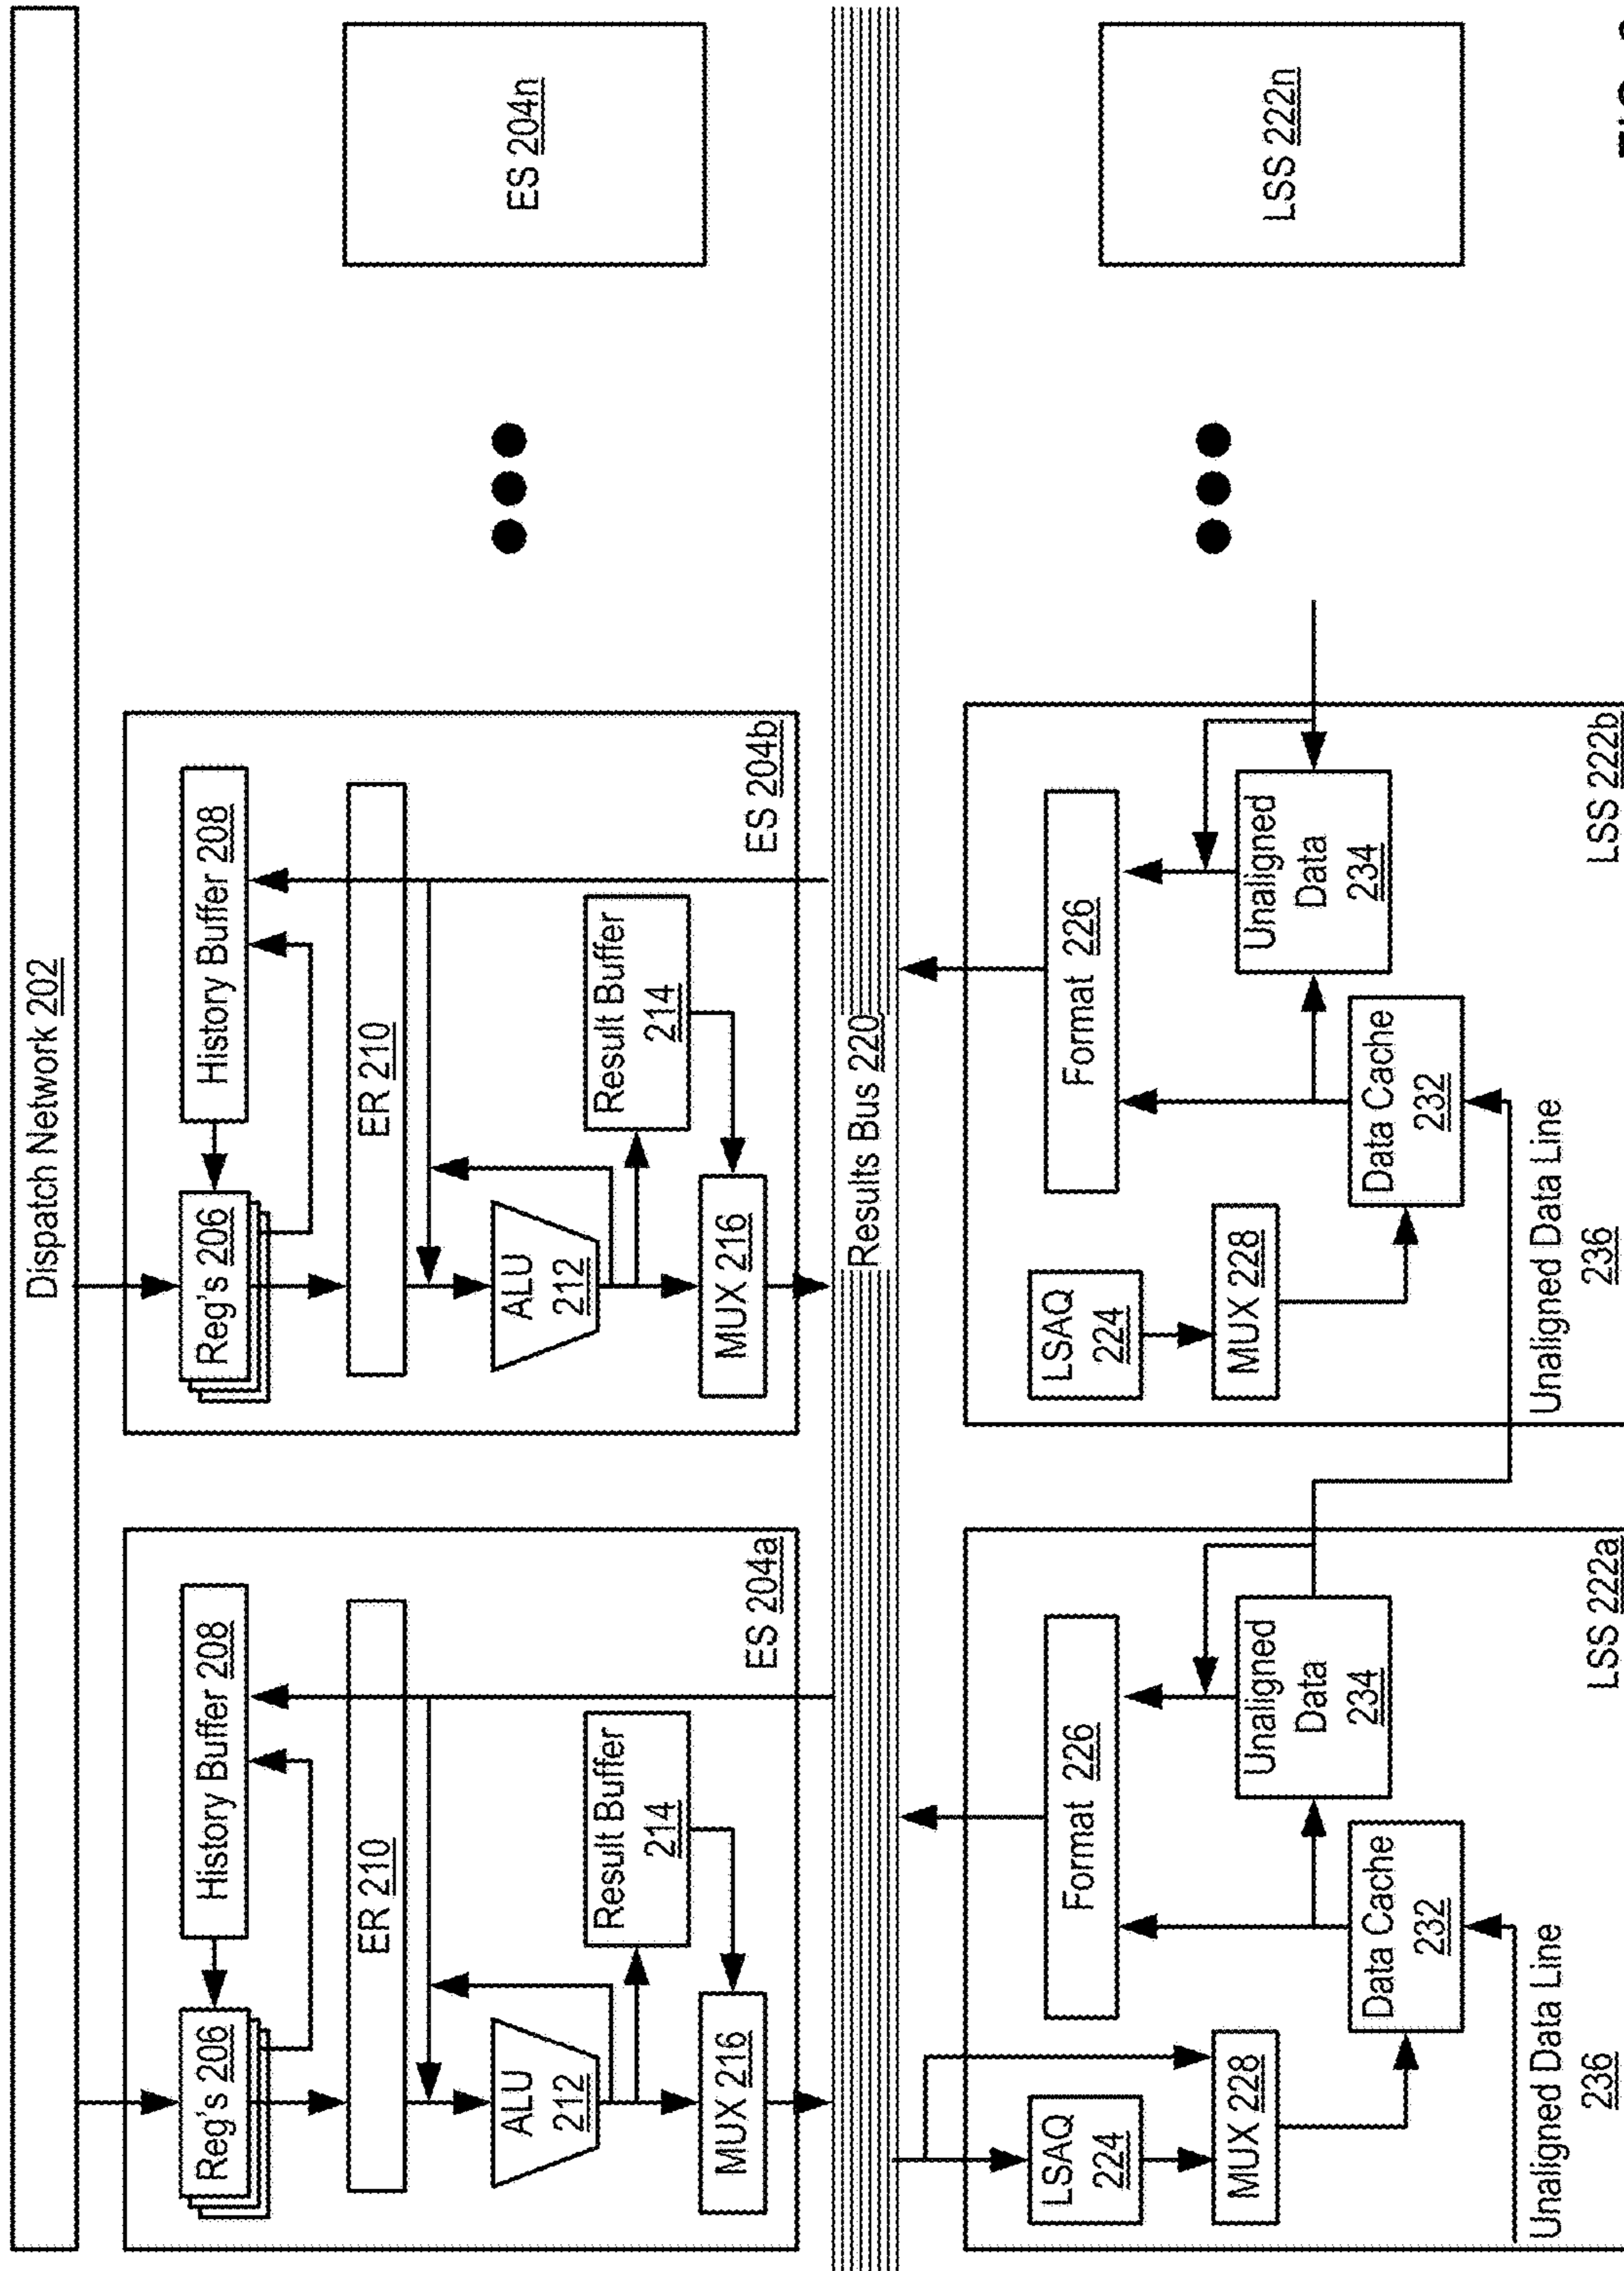 Dispatch Network 202
Reg's 206
History Buffer 208
ER 210
ALU
212
Result Buffer
214
MUX 216
ES 204a
Reg's 206
History Buffer 208
ER 210
ALU
212
Result Buffer
214
MUX 216
ES 204b
ES 204n
Results Bus 220
LSAQ
224
MUX 228
Format 226
Data Cache
232
Unaligned
Data
234
Unaligned Data Line
236
LSS 222a
LSAQ
224
MUX 228
Format 226
Data Cache
232
Unaligned
Data
234
Unaligned Data Line
236
LSS 222b
LSS 222n